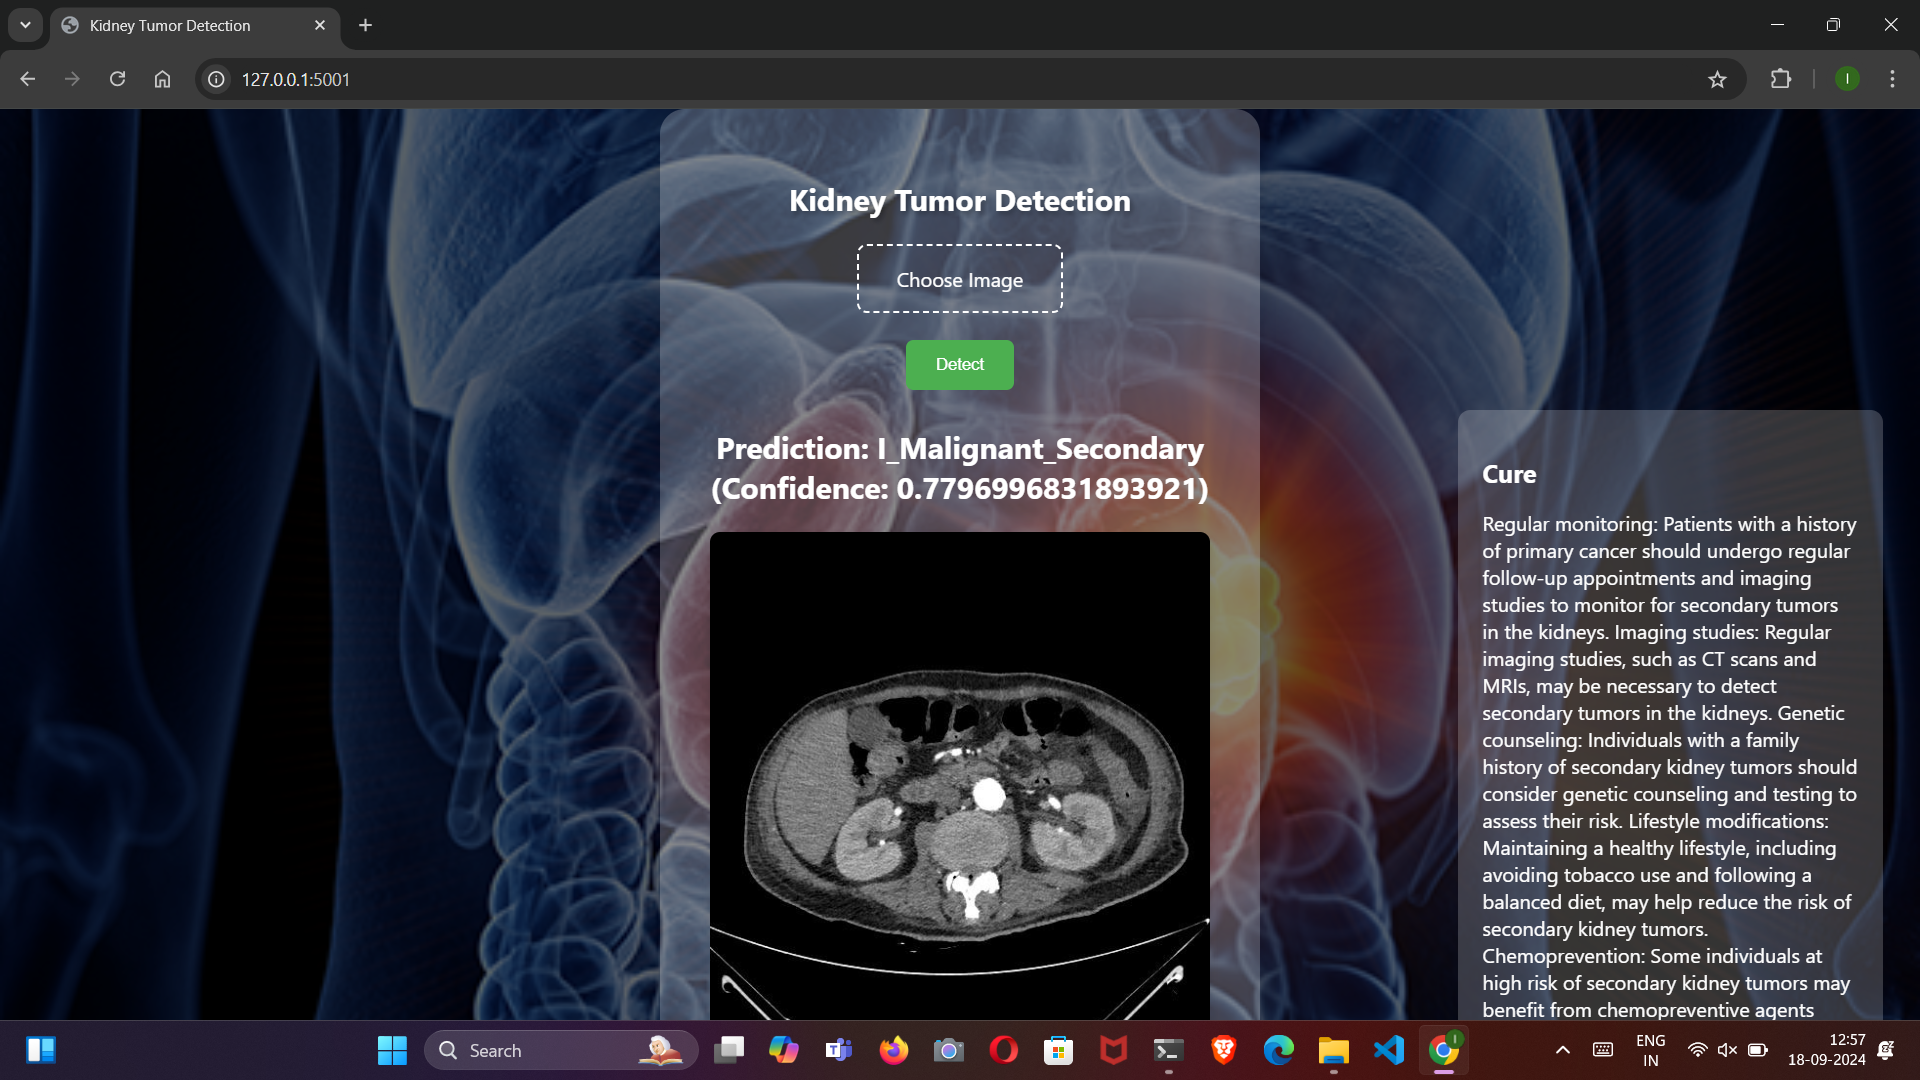 Kidney Tumor Detection
127.0.0.1:5001
I
Kidney Tumor Detection
Choose Image
Detect
Prediction: I_Malignant_Secondary
(Confidence: 0.7796996831893921)
Cure
Regular monitoring: Patients with a history
of primary cancer should undergo regular
follow-up appointments and imaging
studies to monitor for secondary tumors
in the kidneys. Imaging studies: Regular
imaging studies, such as CT scans and
MRIs, may be necessary to detect
secondary tumors in the kidneys. Genetic
counseling: Individuals with a family
history of secondary kidney tumors should
consider genetic counseling and testing to
assess their risk. Lifestyle modifications:
Maintaining a healthy lifestyle, including
avoiding tobacco use and following a
balanced diet, may help reduce the risk of
secondary kidney tumors.
Chemoprevention: Some individuals at
high risk of secondary kidney tumors may
benefit from chemopreventive agents
Search
ENG
IN
12:57
18-09-2024